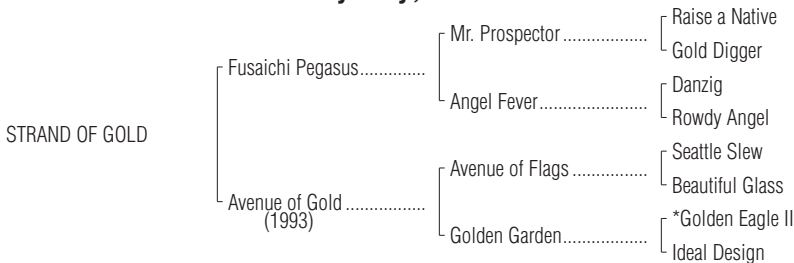 Mr. Prospector
Raise a Native
Gold Digger
Fusaichi Pegasus
Angel Fever
Danzig
Rowdy Angel
STRAND OF GOLD
Avenue of Gold
(1993)
Avenue of Flags
Seattle Slew
Beautiful Glass
Golden Garden
*Golden Eagle II
Ideal Design